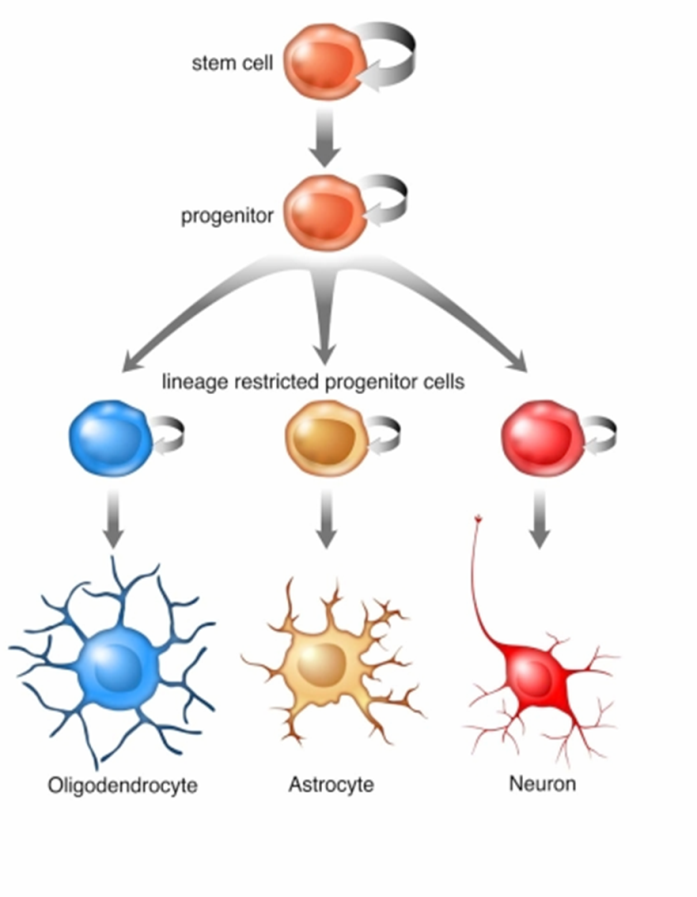 stem cell
progenitor
lineage restricted progenitor cells
Oligodendrocyte
Astrocyte
Neuron